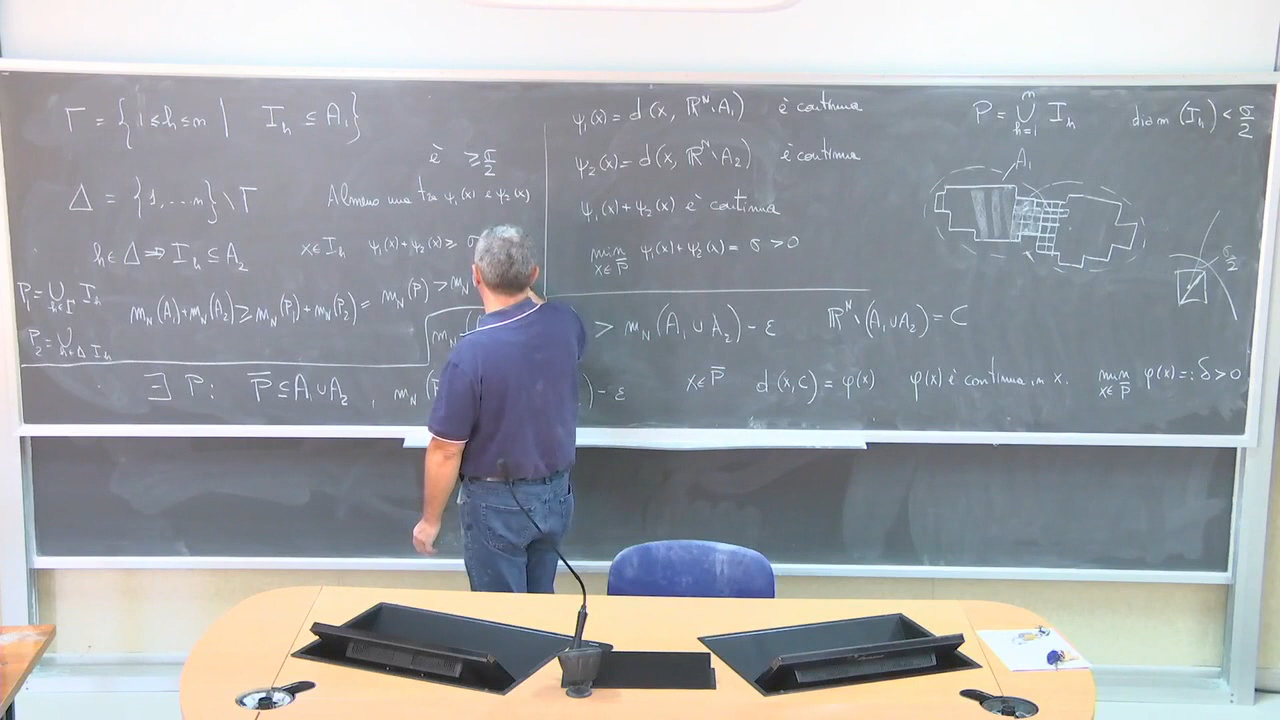 Γ = {1≤h≤m | I_h ⊆ A_1}
è ≥ σ/2
Δ = {1,...m} \ Γ Almeno una tra ψ_1(x) e ψ_2(x)
h∈Δ ⇒ I_h ⊆ A_2 x∈I_h ψ_1(x)+ψ_2(x) ≥ σ
P_1 = ∪_{h∈Γ} I_h
m_N(A_1)+m_N(A_2) ≥ m_N(P_1)+m_N(P_2) = m_N(P) > m_N
P_2 = ∪_{h∈Δ} I_h
ψ_1(x) = d(x, ℝ^N \ A_1) è continua
ψ_2(x) = d(x, ℝ^N \ A_2) è continua
ψ_1(x)+ψ_2(x) è continua
min_{x∈P̄} ψ_1(x)+ψ_2(x) = σ > 0
P = ∪_{h=1}^{m} I_h diam (I_h) < σ/2
A_1
σ/2
> m_N(A_1∪A_2) - ε ℝ^N \ (A_1∪A_2) = C
∃ P: P̄ ⊆ A_1∪A_2 , m_N( ) - ε x∈P̄ d(x,C) = φ(x) φ(x) è continua in x. min_{x∈P̄} φ(x) =: δ > 0